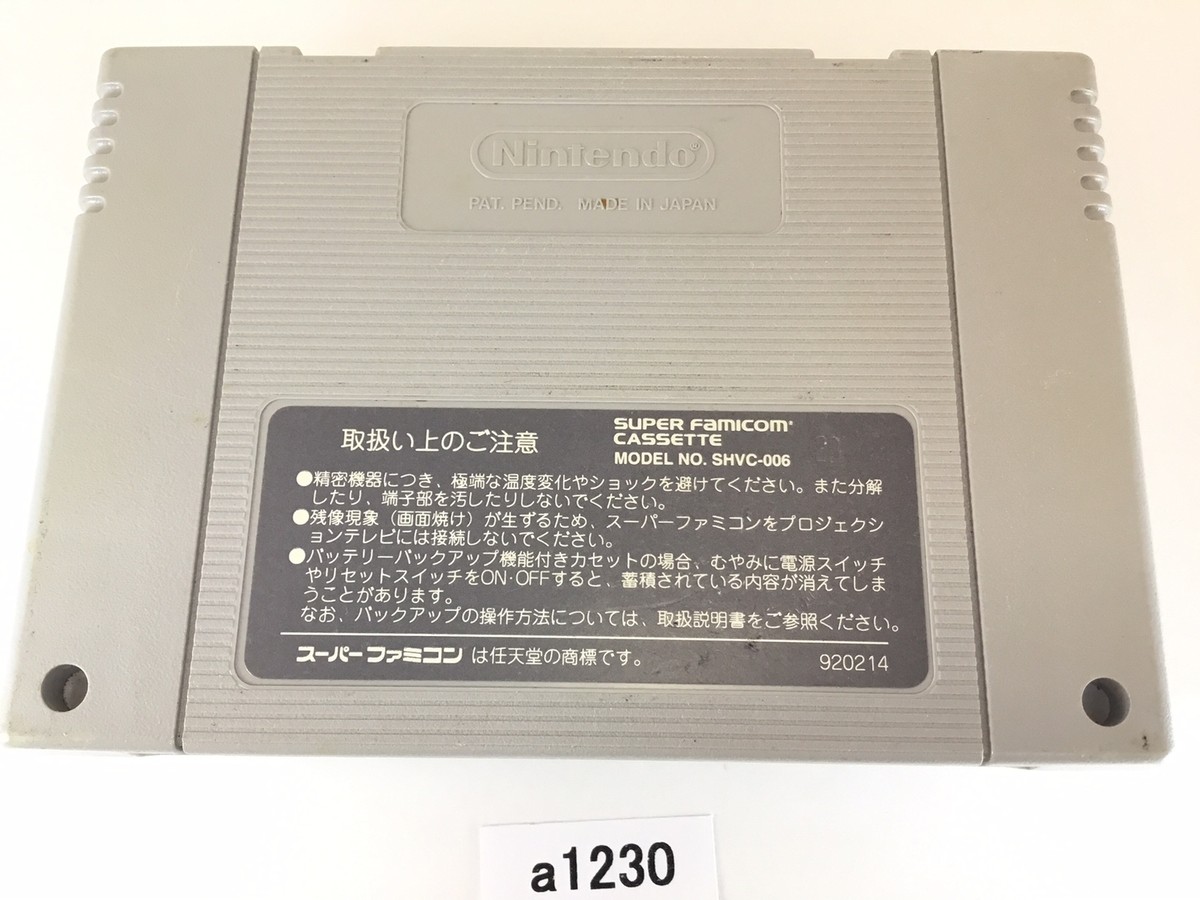 Nintendo®
PAT. PEND. MADE IN JAPAN
取扱い上のご注意
SUPER FAMICOM®
CASSETTE
MODEL NO. SHVC-006
●精密機器につき、極端な温度変化やショックを避けてください。また分解
したり、端子部を汚したりしないでください。
●残像現象（画面焼け）が生ずるため、スーパーファミコンをプロジェクシ
ョンテレビには接続しないでください。
●バッテリーバックアップ機能付きカセットの場合、むやみに電源スイッチ
やリセットスイッチをON･OFFすると、蓄積されている内容が消えてしま
うことがあります。
なお、バックアップの操作方法については、取扱説明書をご参照ください。
スーパーファミコン は任天堂の商標です。
920214
a1230